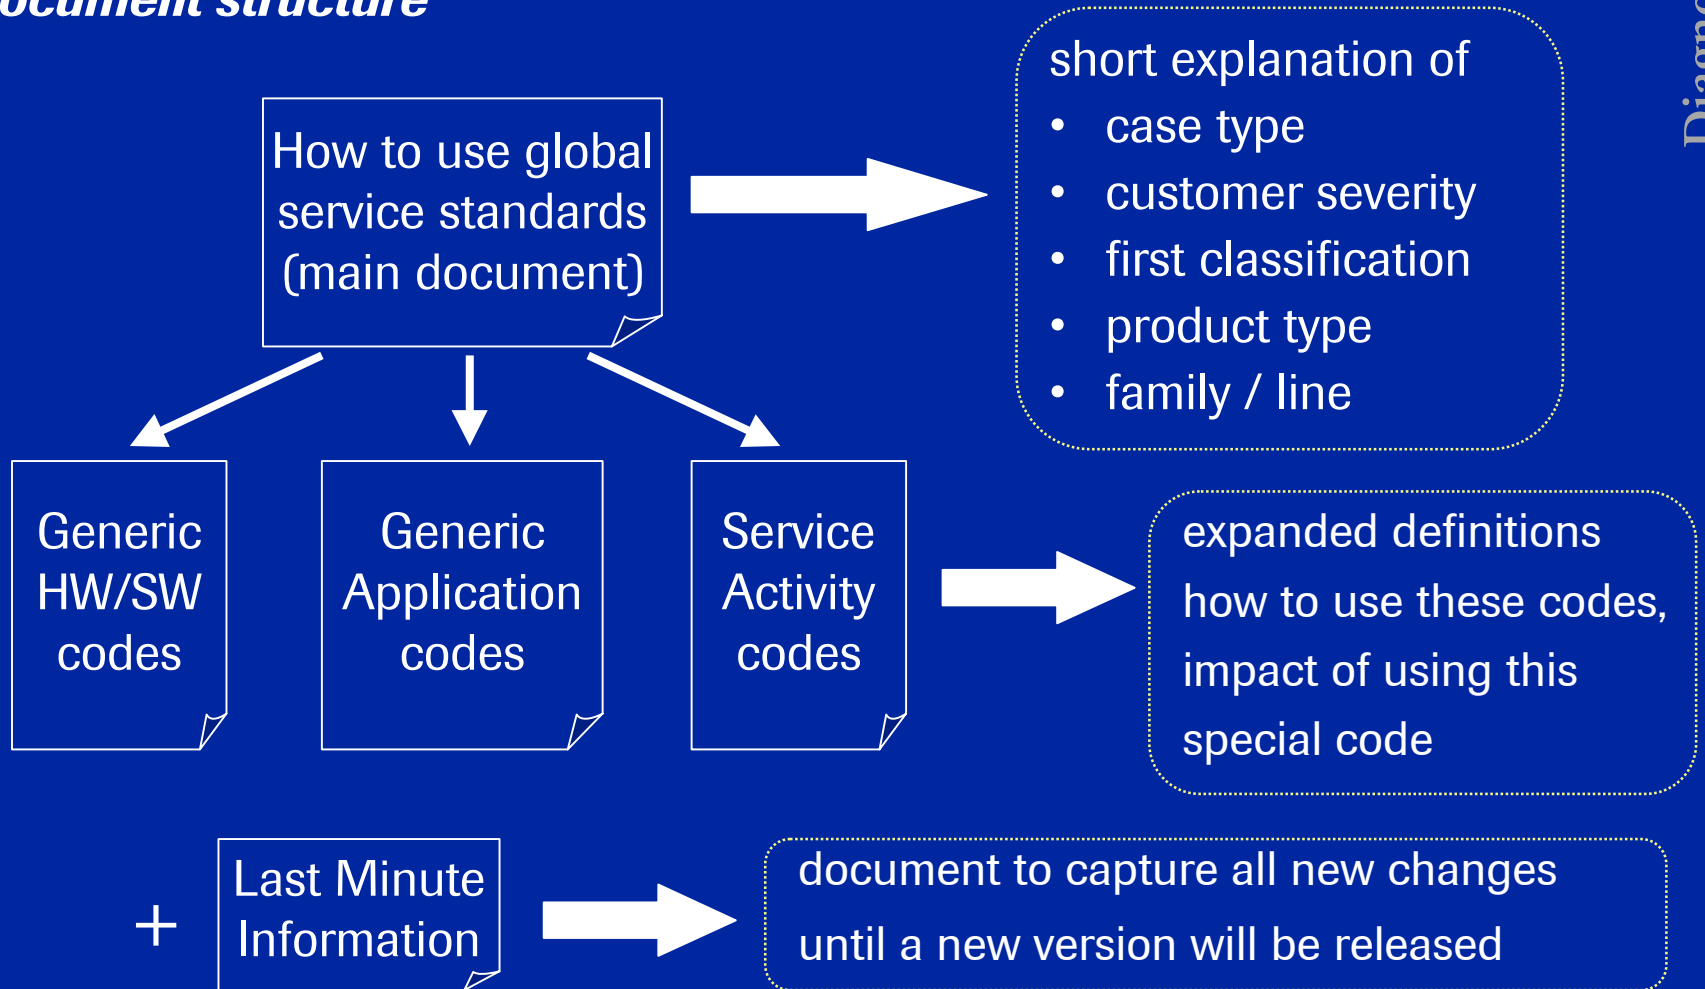 ocument structure
How to use global
service standards
(main document)
short explanation of
• case type
• customer severity
• first classification
• product type
• family / line
Generic
HW/SW
codes
Generic
Application
codes
Service
Activity
codes
expanded definitions
how to use these codes,
impact of using this
special code
+
Last Minute
Information
document to capture all new changes
until a new version will be released